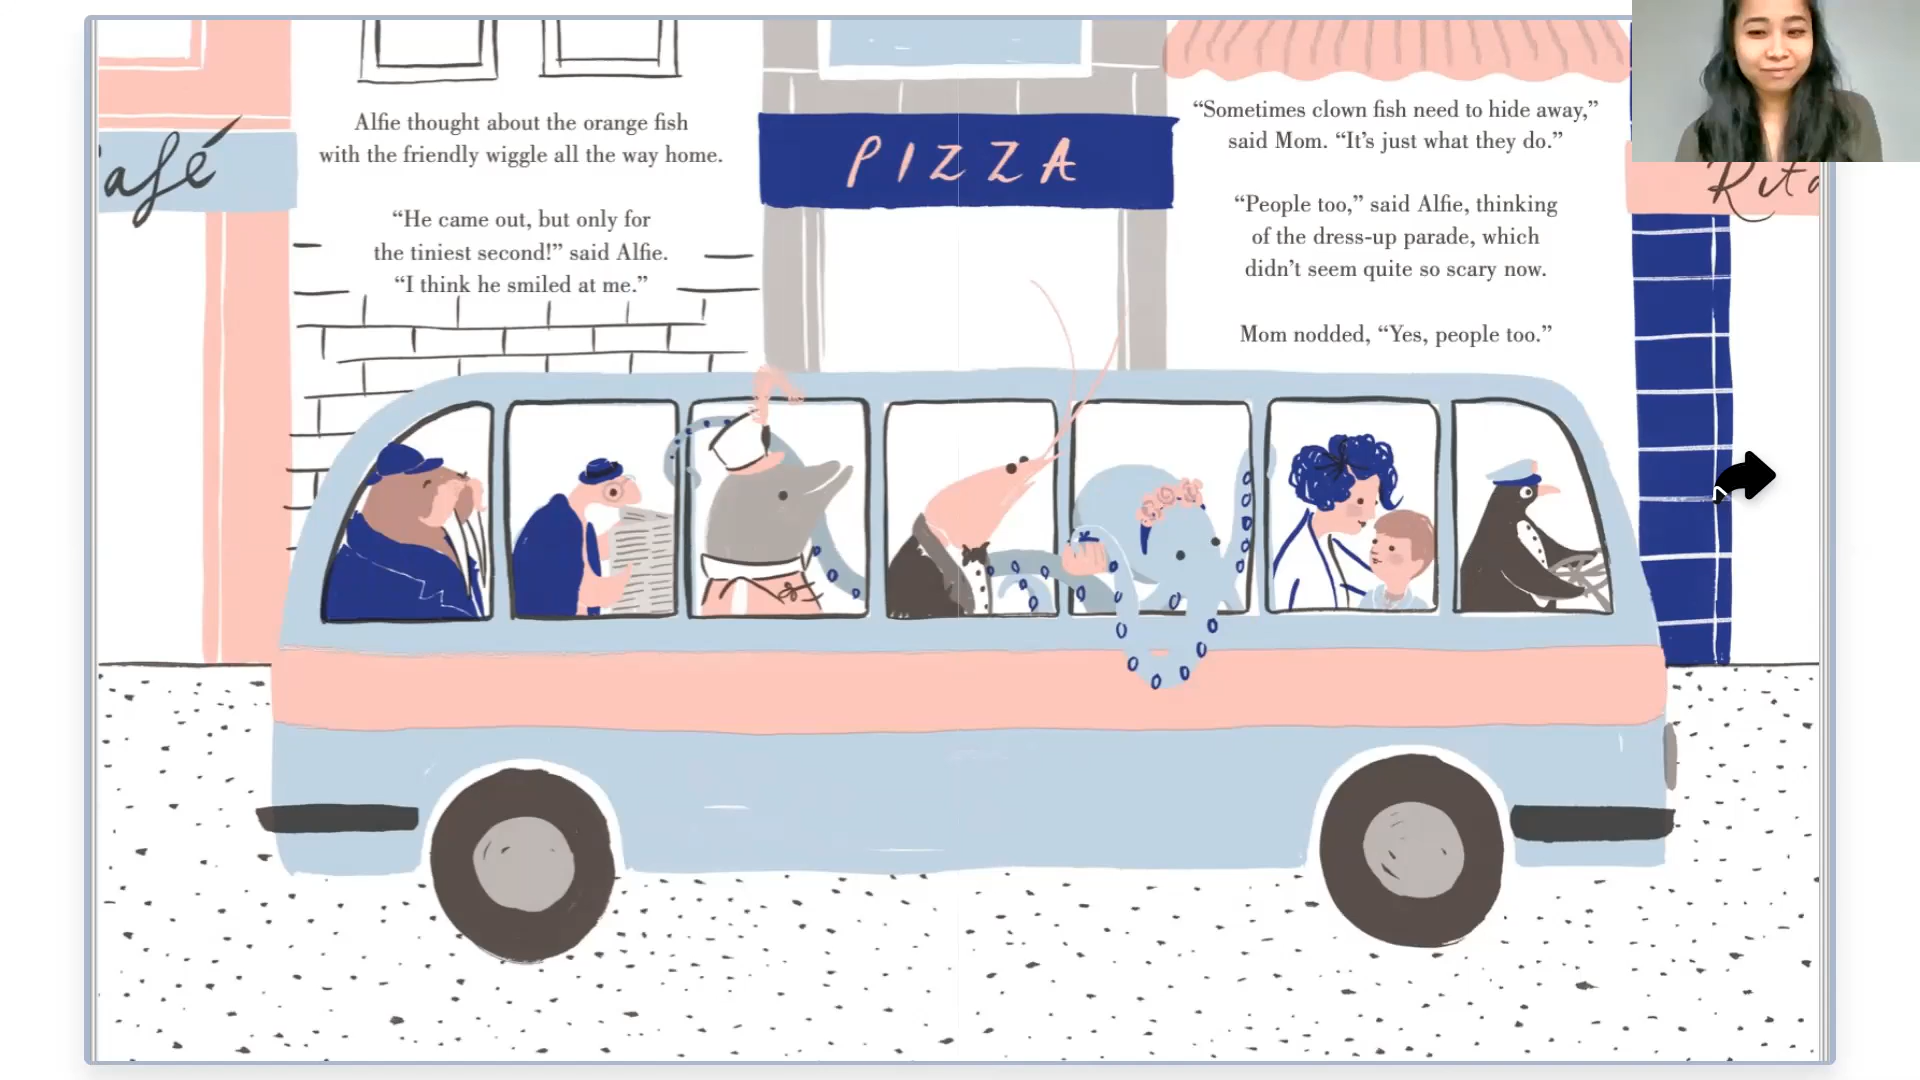 Alfie thought about the orange fish
with the friendly wiggle all the way home.
“He came out, but only for
the tiniest second!” said Alfie.
“I think he smiled at me.”
afé
PIZZA
“Sometimes clown fish need to hide away,”
said Mom. “It’s just what they do.”
“People too,” said Alfie, thinking
of the dress-up parade, which
didn’t seem quite so scary now.
Mom nodded, “Yes, people too.”
Rita